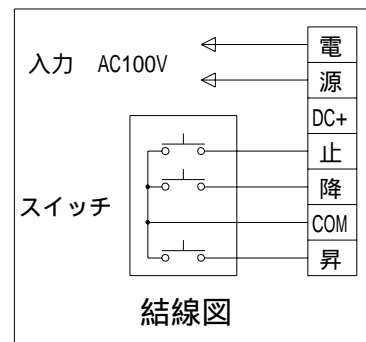 電
入力 AC100V
源
DC+
止
降
スイッチ
COM
昇
結線図